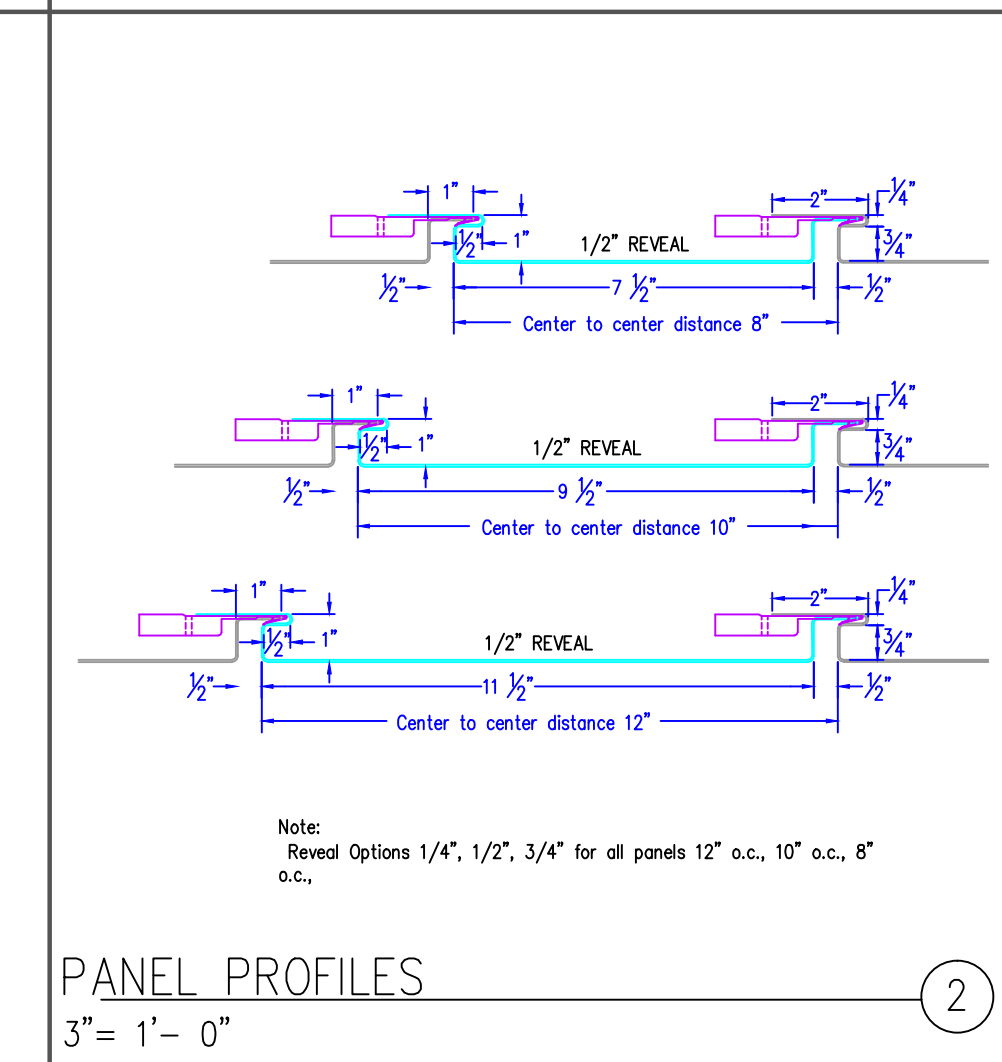 1" 2" 1/4"
1/2" 1" 1/2" REVEAL 3/4"
1/2" 7 1/2" 1/2"
Center to center distance 8"
1" 2" 1/4"
1/2" 1" 1/2" REVEAL 3/4"
1/2" 9 1/2" 1/2"
Center to center distance 10"
1" 2" 1/4"
1/2" 1" 1/2" REVEAL 3/4"
1/2" 11 1/2" 1/2"
Center to center distance 12"
Note:
Reveal Options 1/4", 1/2", 3/4" for all panels 12" o.c., 10" o.c., 8"
o.c.,
PANEL PROFILES
2
3"= 1'- 0"